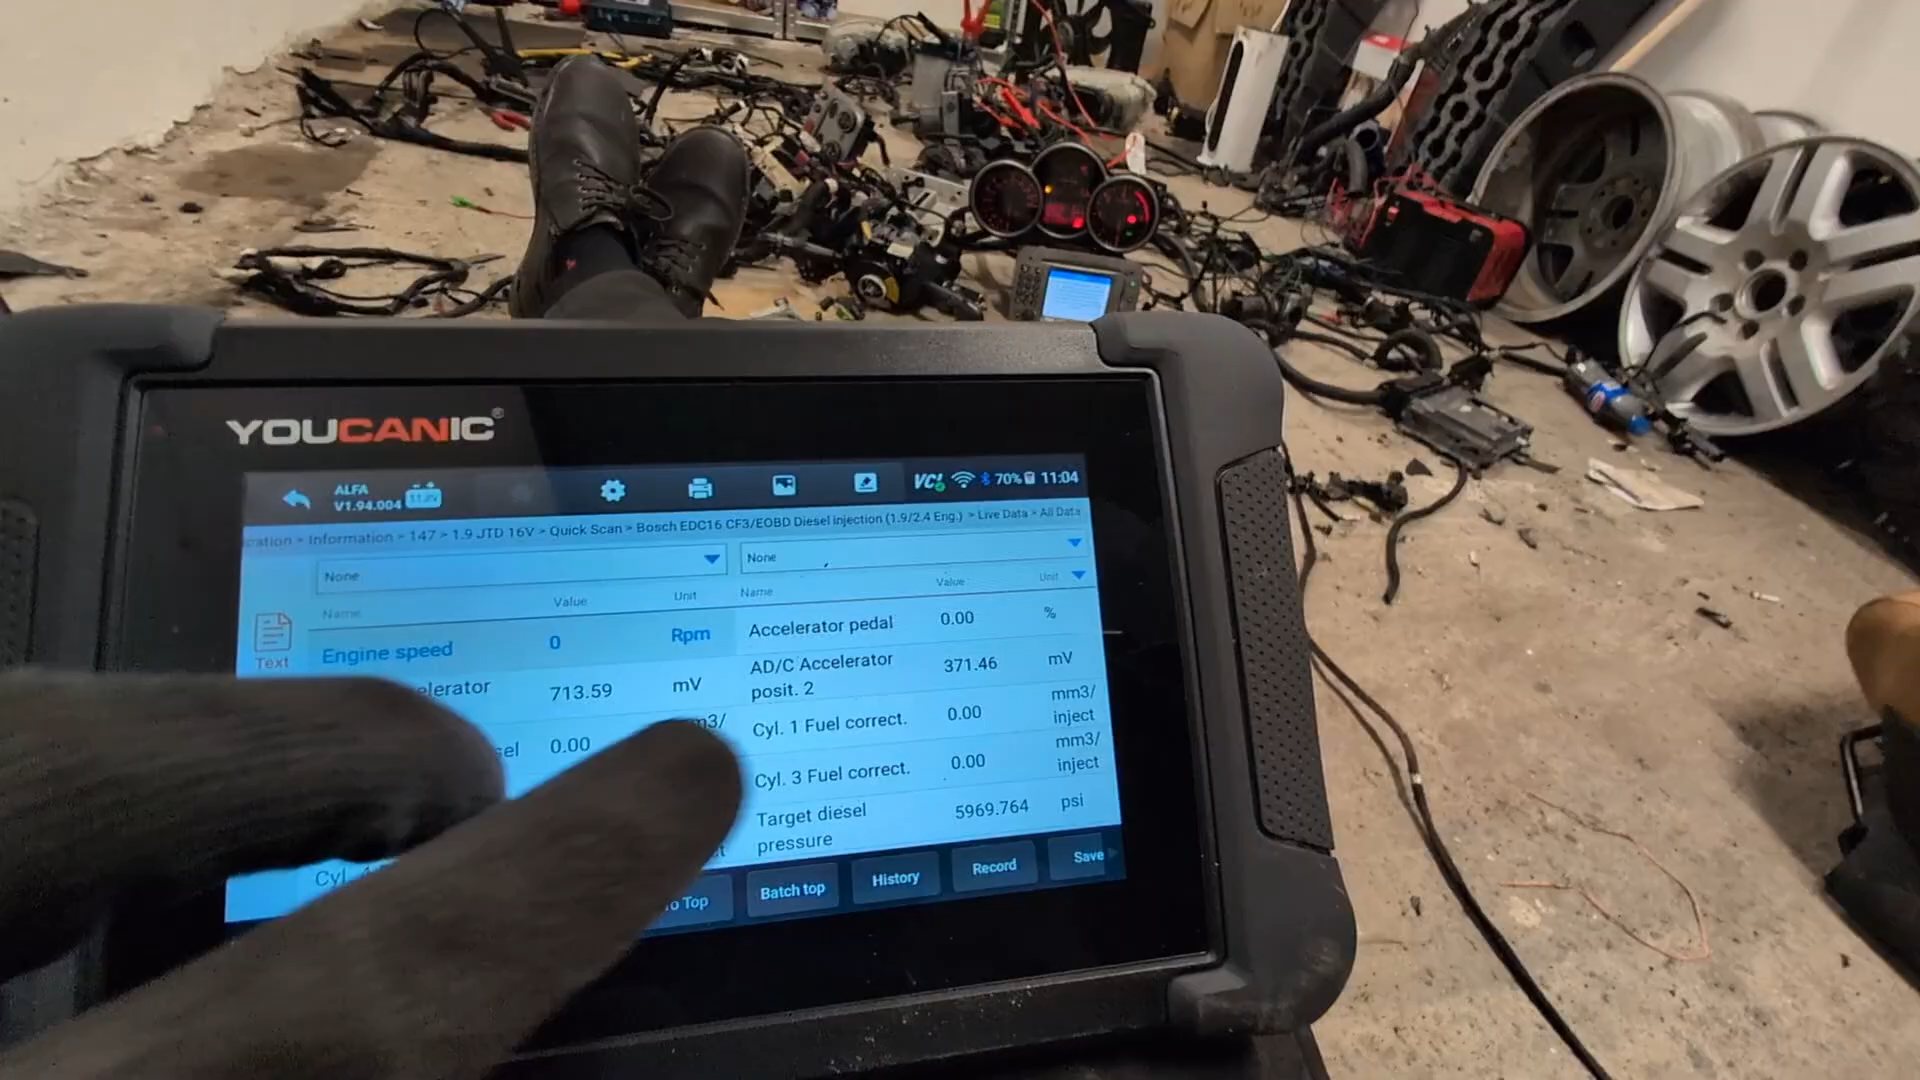 YOUCANIC®
ALFA
V1.94.004
VCI 70% 11:04
Information > 147 > 1.9 JTD 16V > Quick Scan > Bosch EDC16 CF3/EOBD Diesel injection (1.9/2.4 Eng.) > Live Data > All Data
None None
Name Value Unit Name Value Unit
Text
Engine speed 0 Rpm Accelerator pedal 0.00 %
713.59 mV AD/C Accelerator posit. 2 371.46 mV
0.00 Cyl. 1 Fuel correct. 0.00 mm3/inject
Cyl. 3 Fuel correct. 0.00 mm3/inject
Target diesel pressure 5969.764 psi
Cyl.
Top Batch top History Record Save